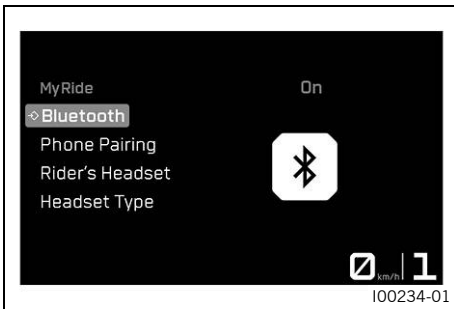 MyRide On
Bluetooth
Phone Pairing
Rider's Headset
Headset Type
0 km/h 1
I00234-01